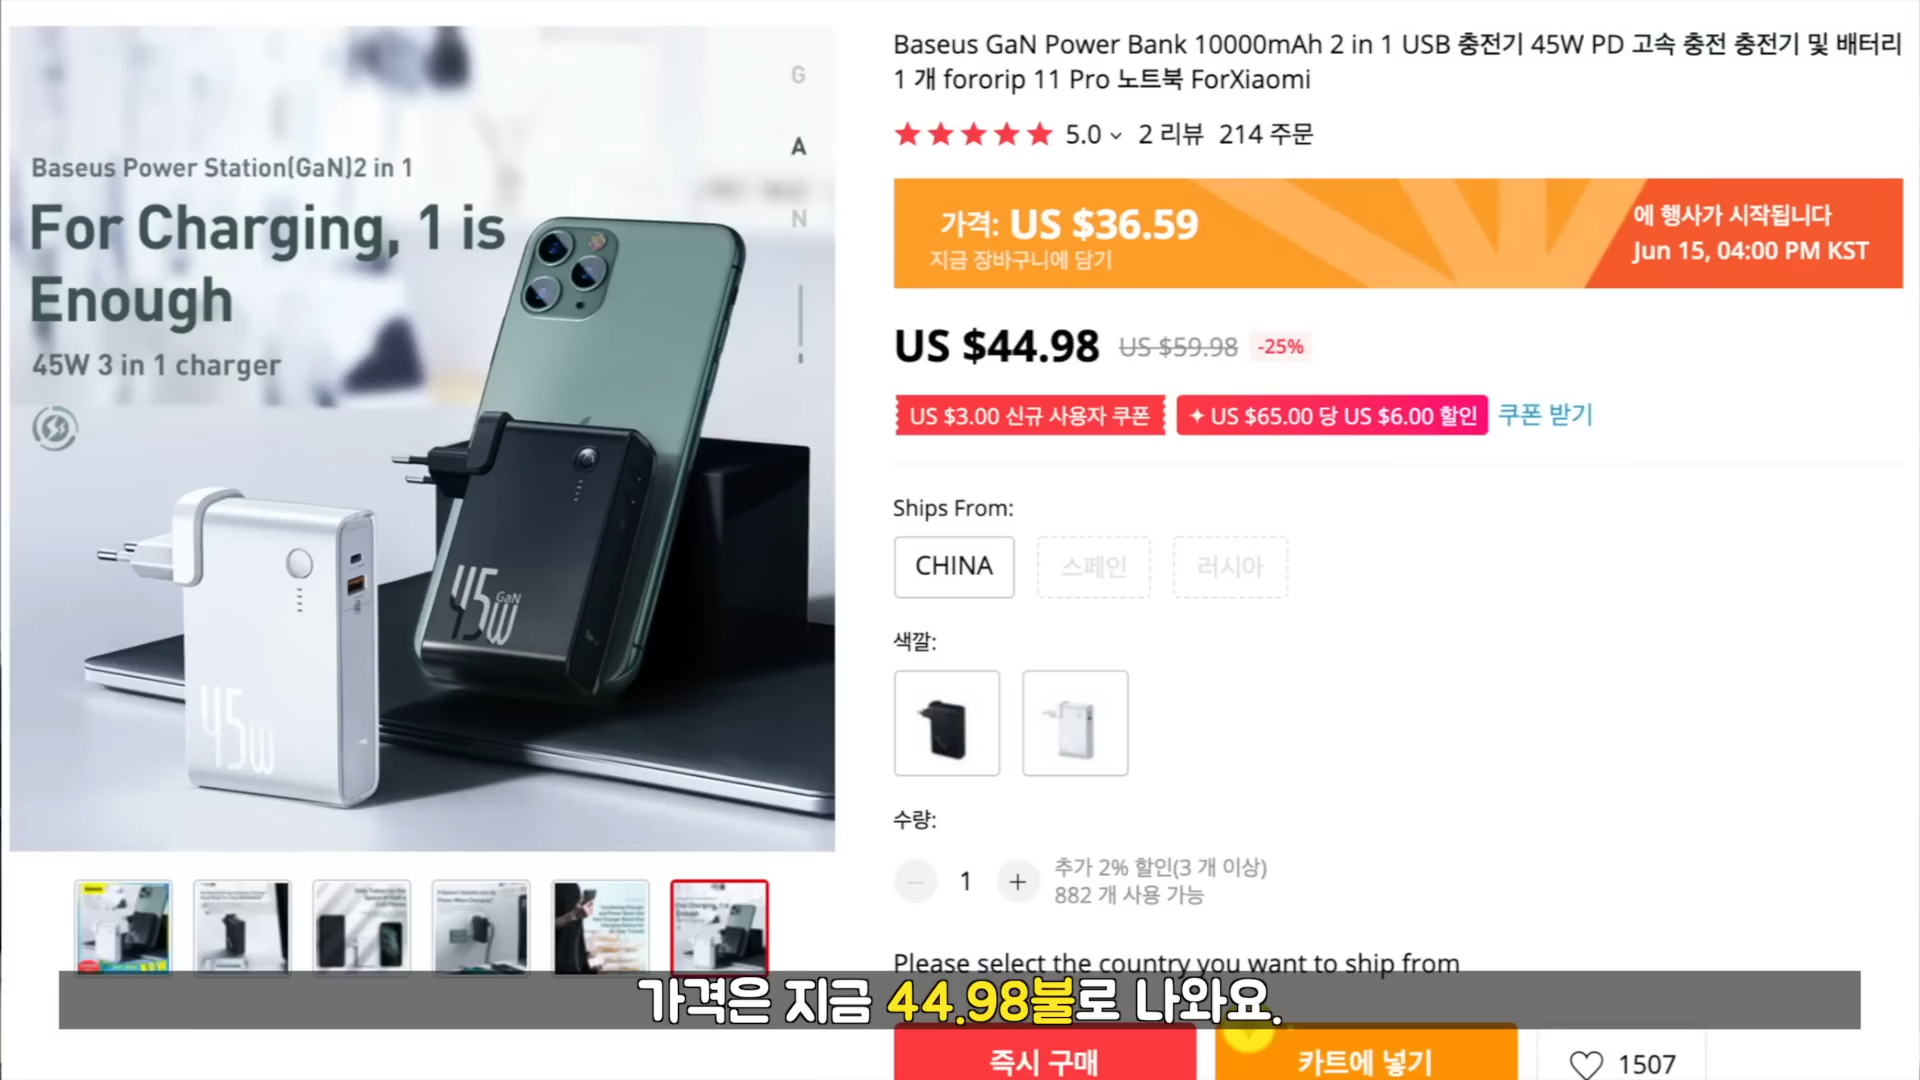 G
A
N
Baseus Power Station(GaN)2 in 1
For Charging, 1 is
Enough
45W 3 in 1 charger
45w
GaN
45w
Baseus GaN Power Bank 10000mAh 2 in 1 USB 충전기 45W PD 고속 충전 충전기 및 배터리
1 개 fororip 11 Pro 노트북 ForXiaomi
5.0 2 리뷰 214 주문
가격: US $36.59
지금 장바구니에 담기
에 행사가 시작됩니다
Jun 15, 04:00 PM KST
US $44.98 US $59.98 -25%
US $3.00 신규 사용자 쿠폰 US $65.00 당 US $6.00 할인 쿠폰 받기
Ships From:
CHINA 스페인 러시아
색깔:
수량:
1
추가 2% 할인(3 개 이상)
882 개 사용 가능
Please select the country you want to ship from
가격은 지금 44.98불로 나와요.
즉시 구매 카트에 넣기 1507